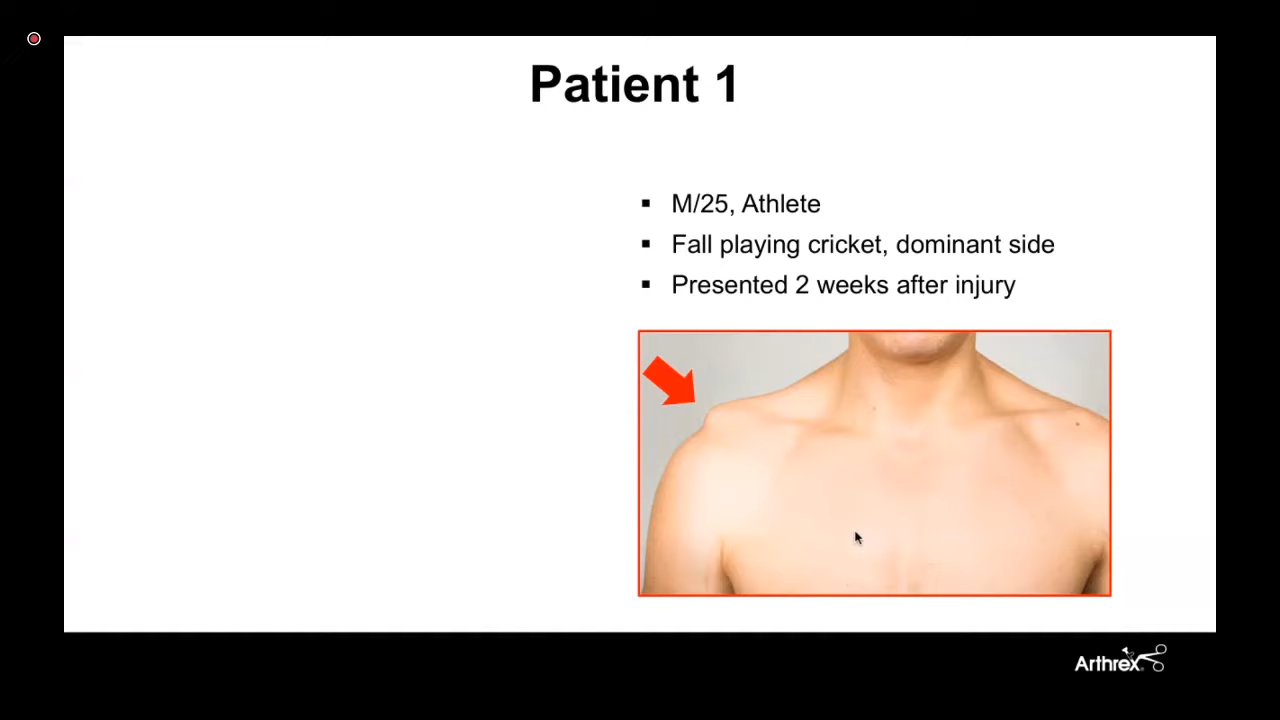 Patient 1
▪ M/25, Athlete
▪ Fall playing cricket, dominant side
▪ Presented 2 weeks after injury
Arthrex